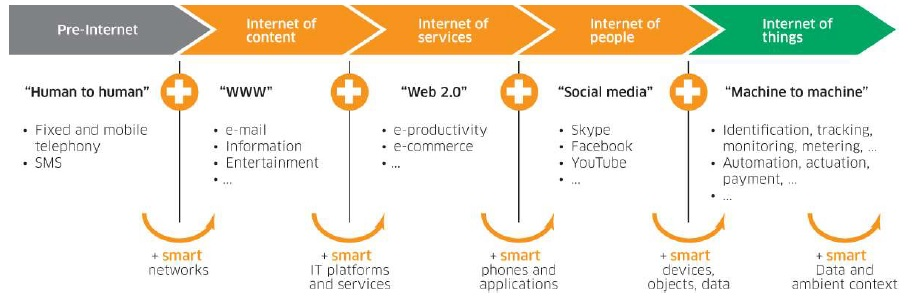 Pre-Internet
Internet of
content
Internet of
services
Internet of
people
Internet of
things
“Human to human”
• Fixed and mobile
telephony
• SMS
“WWW”
• e-mail
• Information
• Entertainment
• ...
“Web 2.0”
• e-productivity
• e-commerce
• ...
“Social media”
• Skype
• Facebook
• YouTube
• ...
“Machine to machine”
• Identification, tracking,
monitoring, metering, ...
• Automation, actuation,
payment, ...
• ...
+ smart
networks
+ smart
IT platforms
and services
+ smart
phones and
applications
+ smart
devices,
objects, data
+ smart
Data and
ambient context